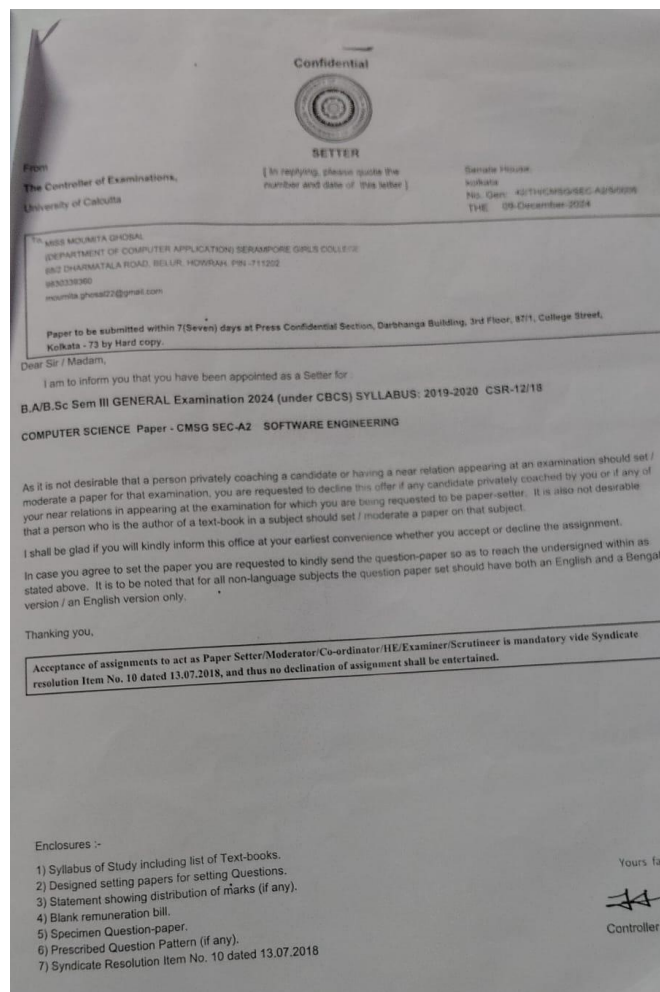 Confidential
SETTER
From
The Controller of Examinations,
University of Calcutta
[ In replying, please quote the
number and date of this letter ]
Senate House
Kolkata
No. Gen:
THE 09-December-2024
To, MISS MOUMITA GHOSAL
(DEPARTMENT OF COMPUTER APPLICATION) SERAMPORE GIRLS COLLEGE
DHARMATALA ROAD, BELUR, HOWRAH, PIN -711202
moumita.ghosal22@gmail.com
Paper to be submitted within 7(Seven) days at Press Confidential Section, Darbhanga Building, 3rd Floor, 87/1, College Street,
Kolkata - 73 by Hard copy.
Dear Sir / Madam,
I am to inform you that you have been appointed as a Setter for :
B.A/B.Sc Sem III GENERAL Examination 2024 (under CBCS) SYLLABUS: 2019-2020 CSR-12/18
COMPUTER SCIENCE Paper - CMSG SEC-A2 SOFTWARE ENGINEERING
As it is not desirable that a person privately coaching a candidate or having a near relation appearing at an examination should set /
moderate a paper for that examination, you are requested to decline this offer if any candidate privately coached by you or if any of
your near relations in appearing at the examination for which you are being requested to be paper-setter. It is also not desirable
that a person who is the author of a text-book in a subject should set / moderate a paper on that subject.
I shall be glad if you will kindly inform this office at your earliest convenience whether you accept or decline the assignment.
In case you agree to set the paper you are requested to kindly send the question-paper so as to reach the undersigned within as
stated above. It is to be noted that for all non-language subjects the question paper set should have both an English and a Bengal
version / an English version only.
Thanking you,
Acceptance of assignments to act as Paper Setter/Moderator/Co-ordinator/HE/Examiner/Scrutineer is mandatory vide Syndicate
resolution Item No. 10 dated 13.07.2018, and thus no declination of assignment shall be entertained.
Enclosures :-
1) Syllabus of Study including list of Text-books.
2) Designed setting papers for setting Questions.
3) Statement showing distribution of marks (if any).
4) Blank remuneration bill.
5) Specimen Question-paper.
6) Prescribed Question Pattern (if any).
7) Syndicate Resolution Item No. 10 dated 13.07.2018
Yours fa
Controller